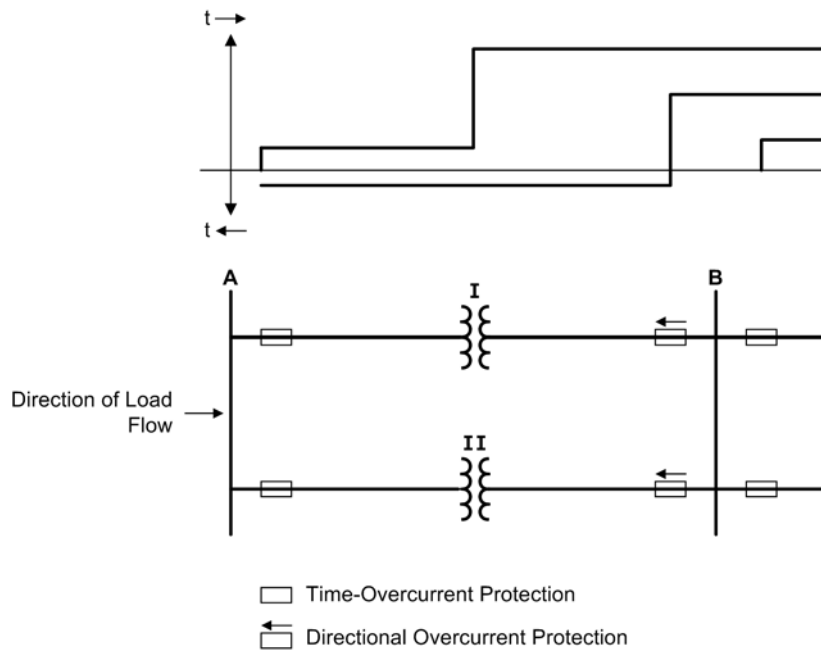 t →
t ←
A
B
I
Direction of Load
Flow
II
Time-Overcurrent Protection
Directional Overcurrent Protection